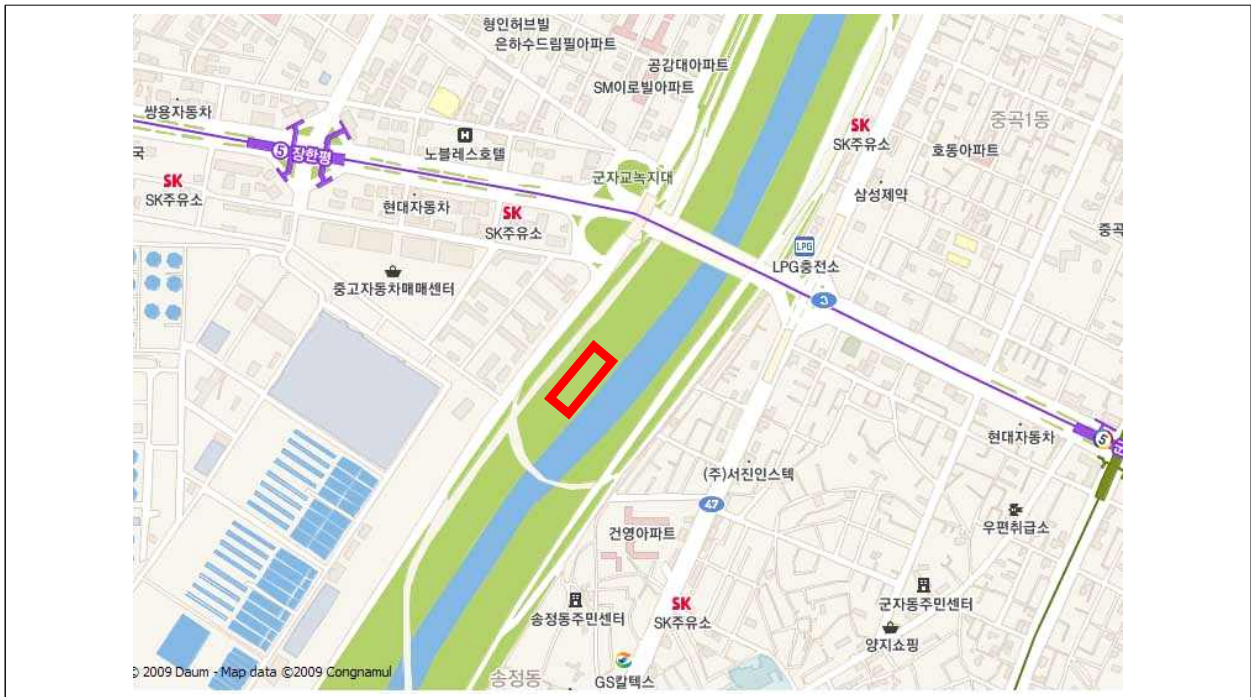 형인허브빌
은하수드림필아파트
공감대아파트
SM이로빌아파트
쌍용자동차
SK
SK주유소
중곡1동
호동아파트
국
5 장한평
H
노블레스호텔
군자교녹지대
SK
SK주유소
현대자동차
SK
SK주유소
삼성제약
중곡
LPG
LPG충전소
중고자동차매매센터
3
현대자동차
5
(주)서진인스텍
47
우편취급소
건영아파트
군자동주민센터
송정동주민센터
SK
SK주유소
양지쇼핑
© 2009 Daum - Map data ©2009 Congnamul
송정동
GS칼텍스